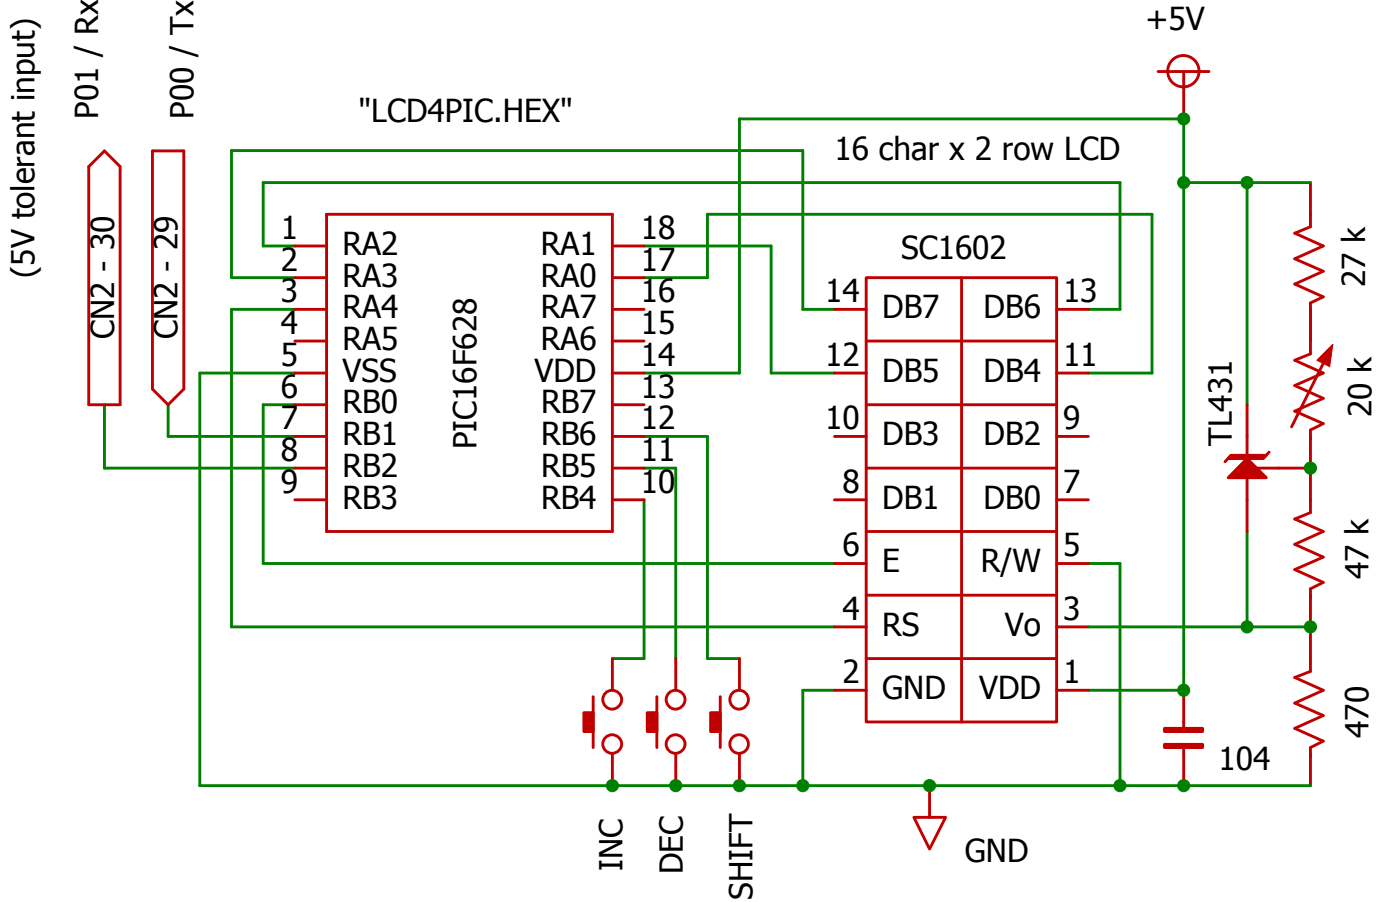 (5V tolerant input)
P01 / Rx
P00 / Tx
CN2 - 30
CN2 - 29
"LCD4PIC.HEX"
+5V
16 char x 2 row LCD
PIC16F628
1 RA2 RA1 18
2 RA3 RA0 17
3 RA4 RA7 16
4 RA5 RA6 15
5 VSS VDD 14
6 RB0 RB7 13
7 RB1 RB6 12
8 RB2 RB5 11
9 RB3 RB4 10
SC1602
14 DB7 DB6 13
12 DB5 DB4 11
10 DB3 DB2 9
8 DB1 DB0 7
6 E R/W 5
4 RS Vo 3
2 GND VDD 1
TL431
27 k
20 k
47 k
470
104
INC
DEC
SHIFT
GND